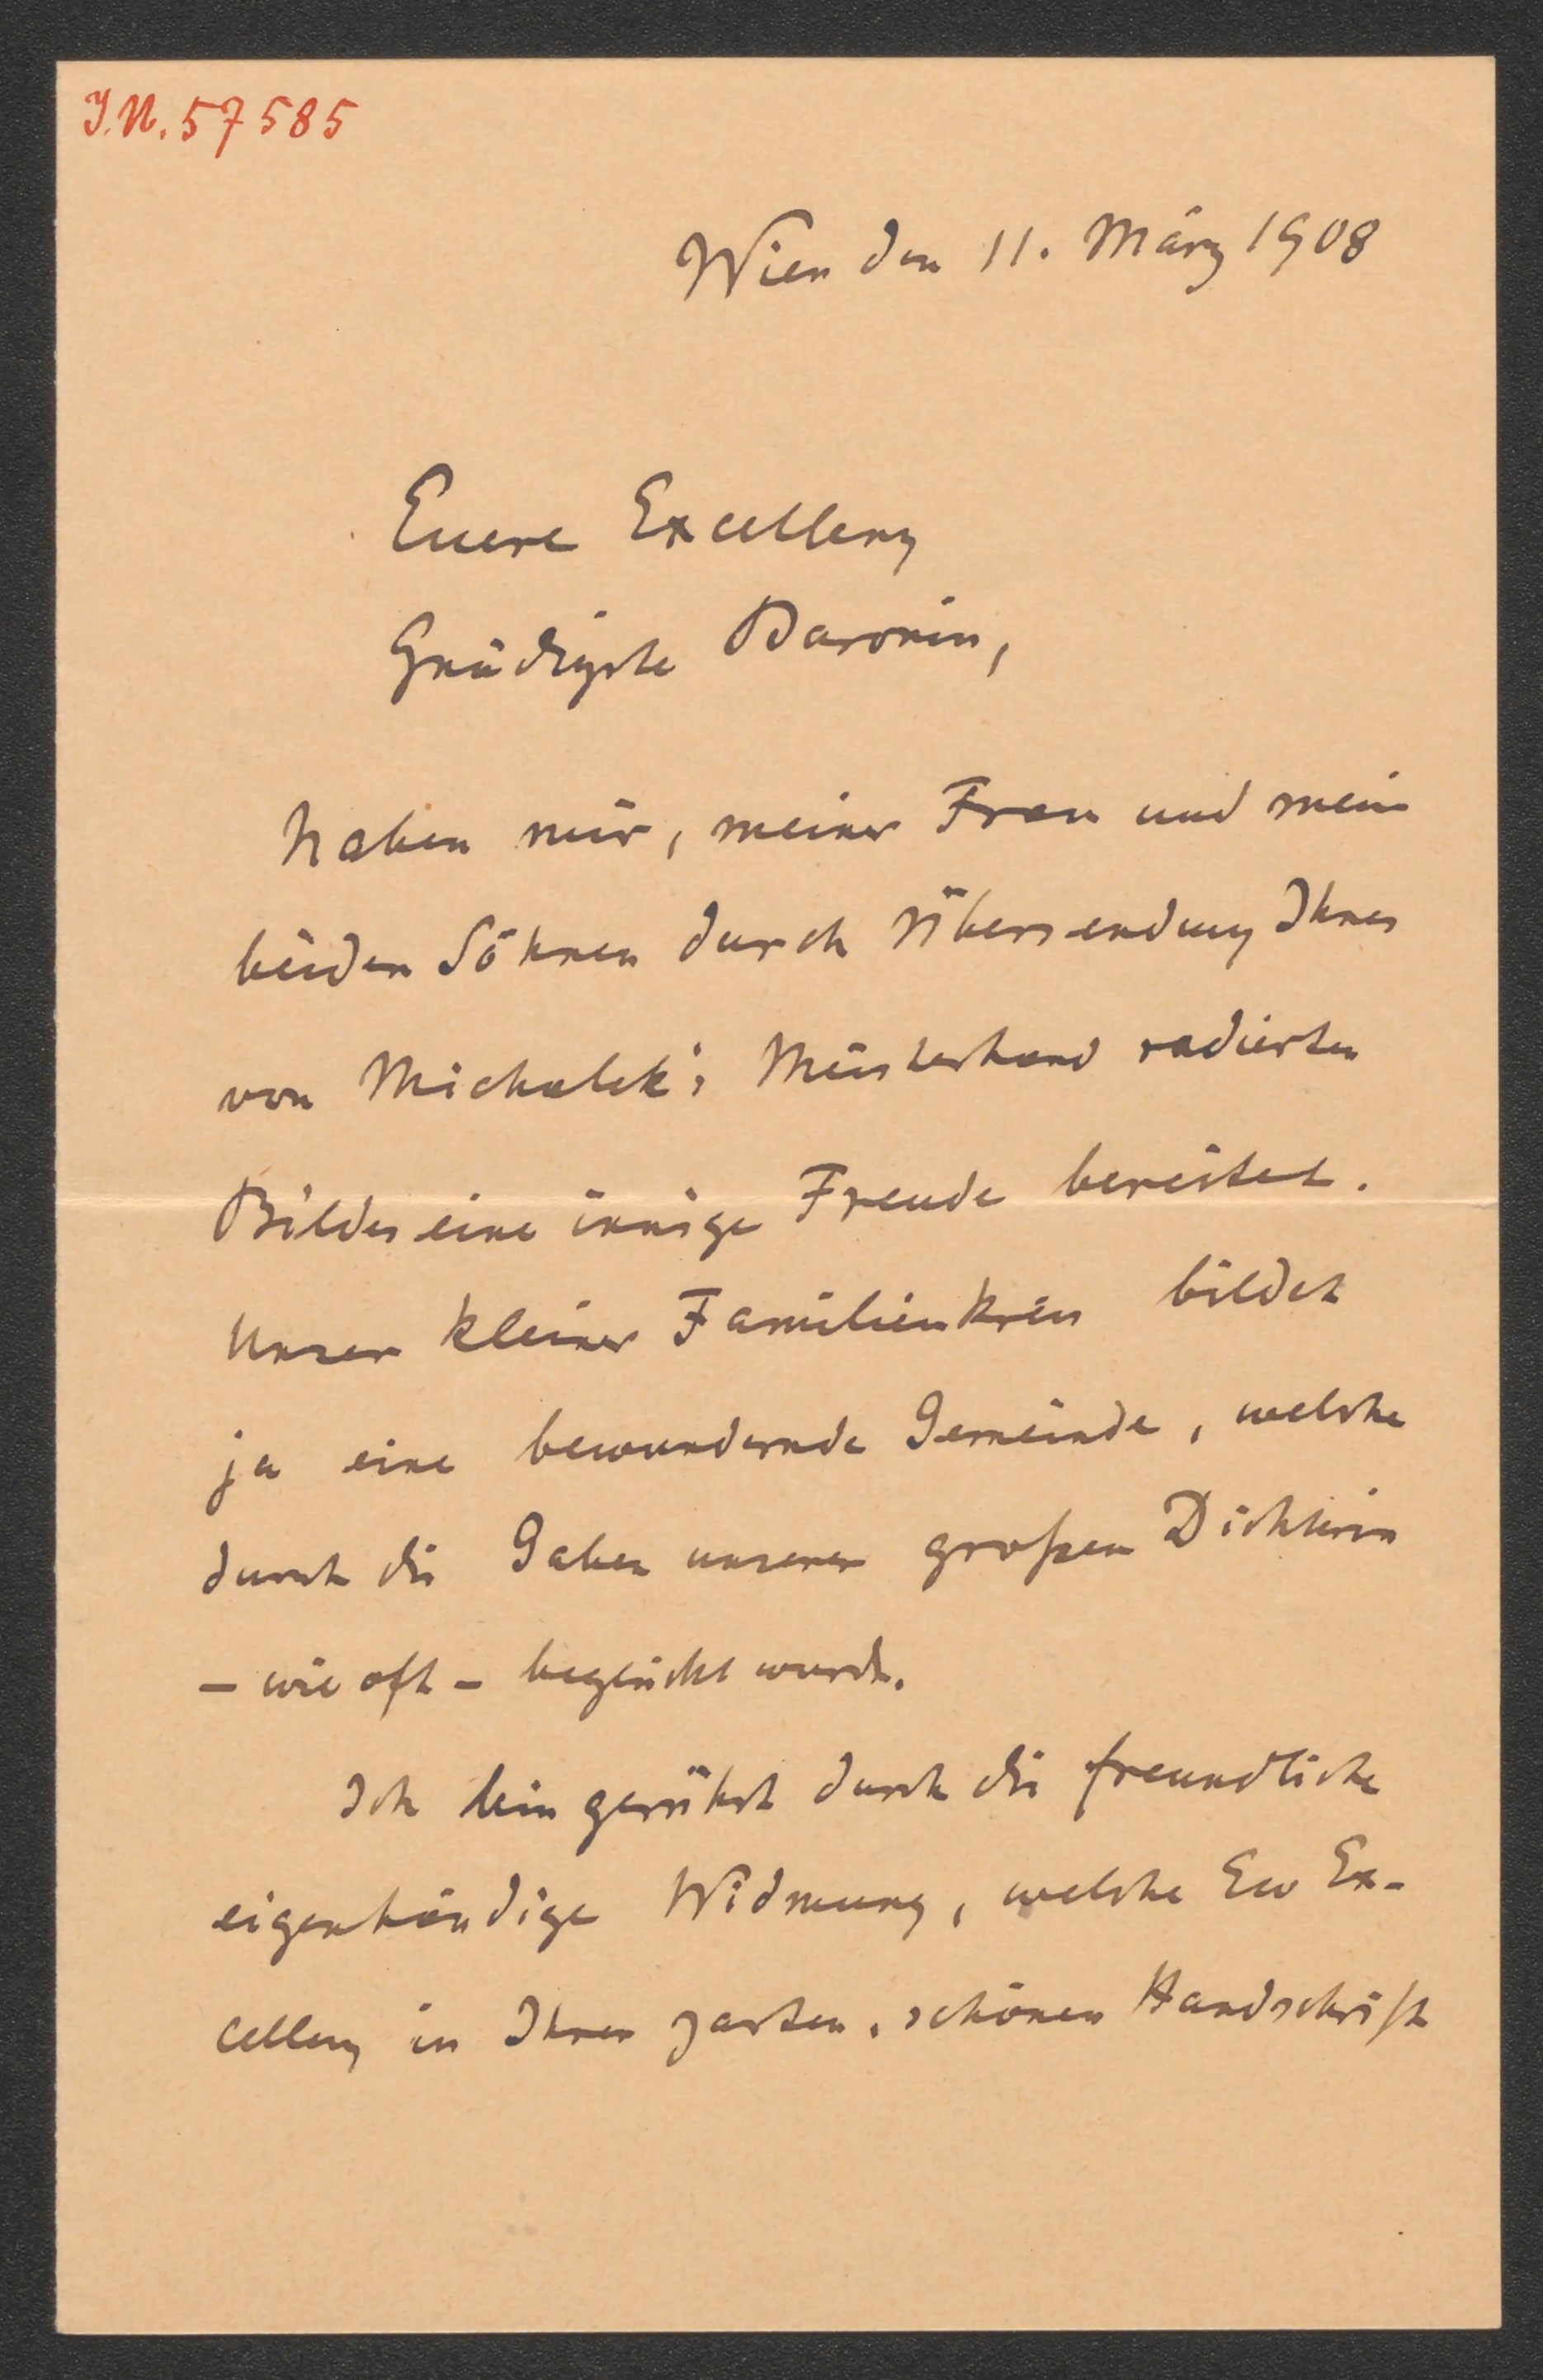 J.N. 57585
Wien den 11. März 1908
Euere Excellenz
Gnädigste Baronin,
haben mir, meiner Frau und mein
beiden Söhnen durch Übersendung Ihres
von Michalek's Meisterhand radierten
Bildes eine innige Freude bereitet.
Unser kleiner Familienkreis bildet
ja eine bewundernde Gemeinde, welche
durch die Gaben unserer großen Dichterin
– wie oft – beglückt wurde.
Ich bin gerührt durch die freundliche
eigenhändige Widmung, welche Ew Ex-
cellenz in Ihrer zarten, schönen Handschrift